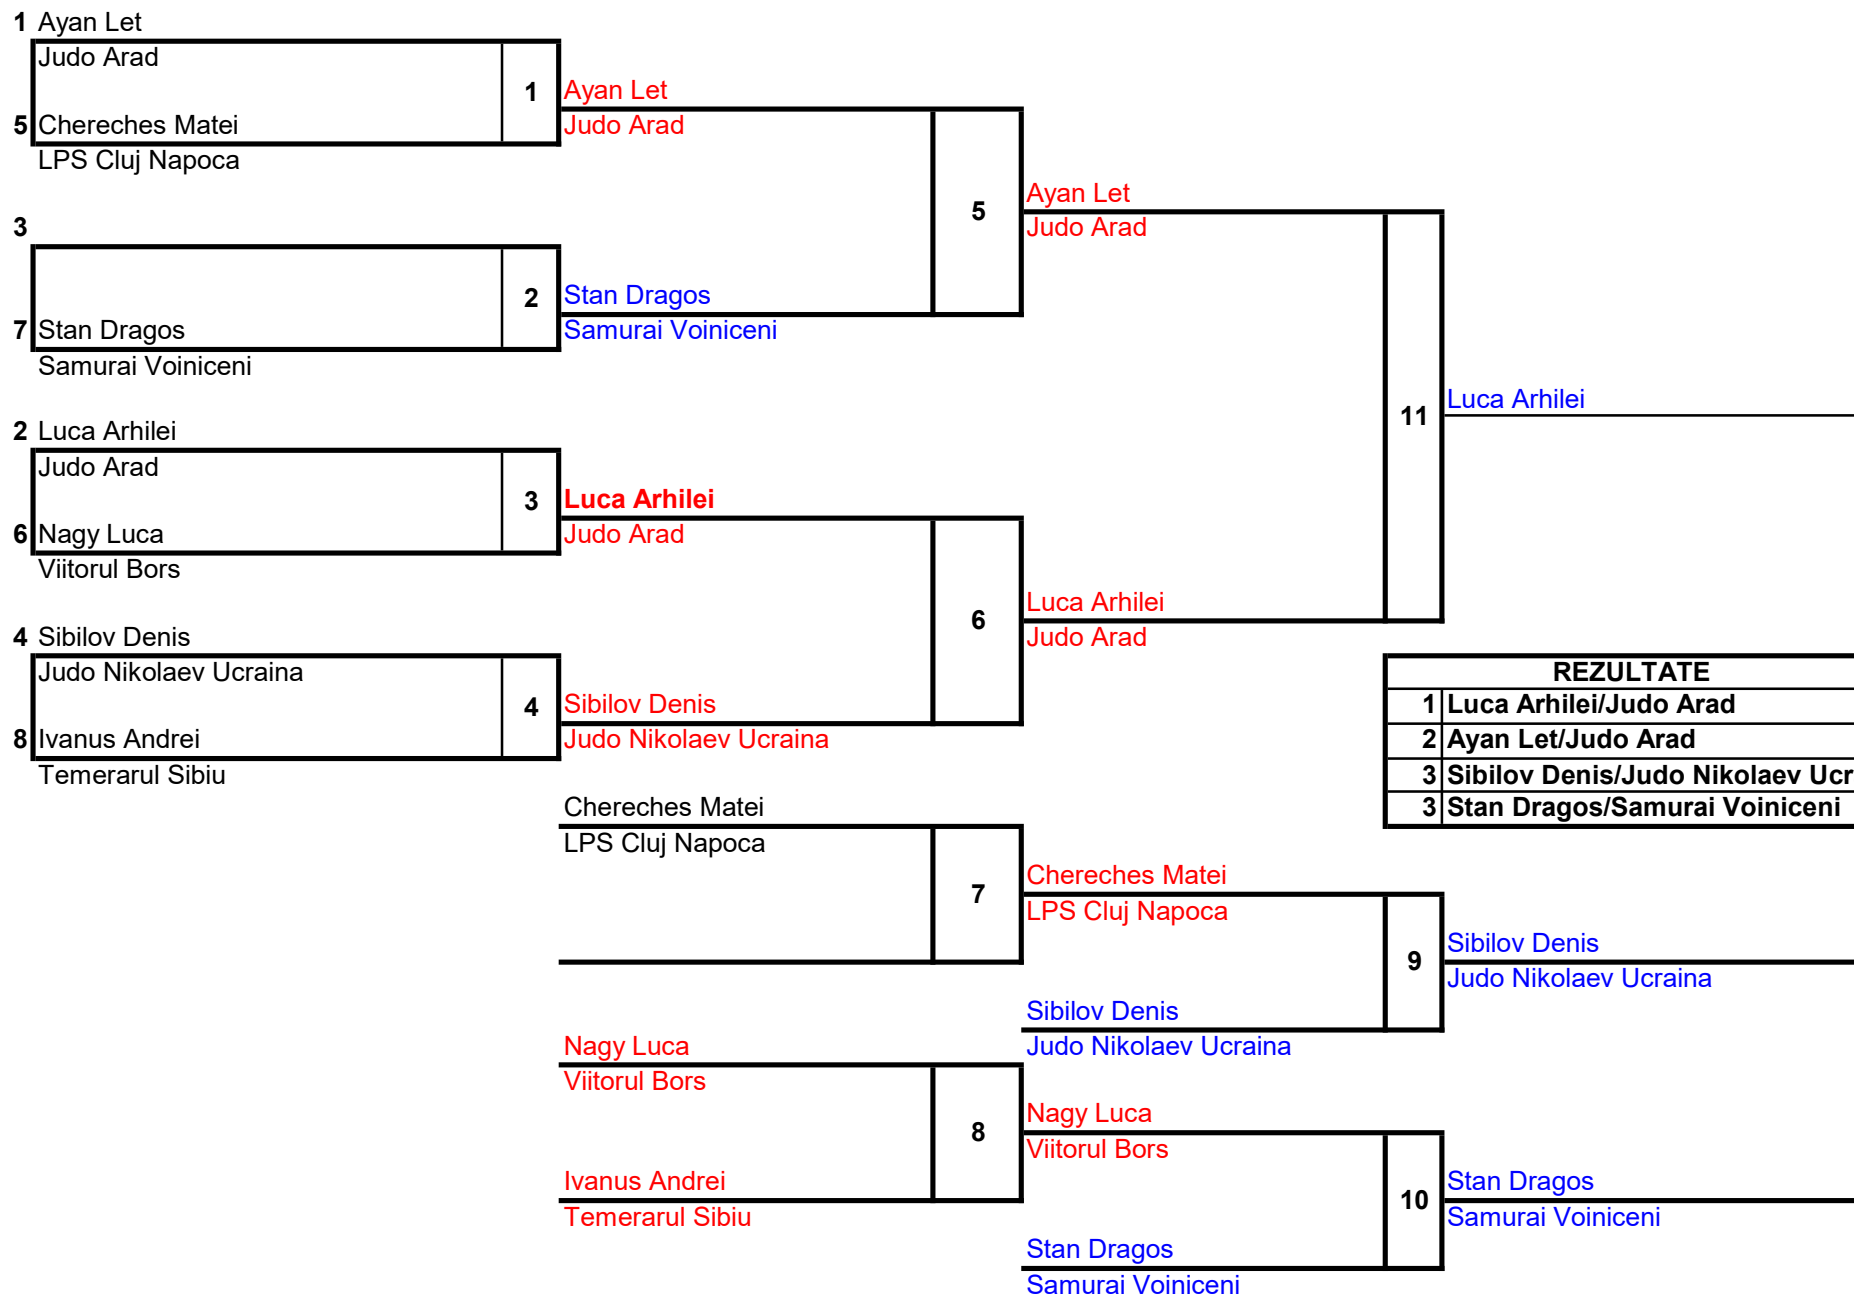 1 Ayan Let
Judo Arad
1
Ayan Let
5 Chereches Matei
Judo Arad
LPS Cluj Napoca
5
Ayan Let
Judo Arad
3
2
Stan Dragos
7 Stan Dragos
Samurai Voiniceni
Samurai Voiniceni
11
Luca Arhilei
2 Luca Arhilei
Judo Arad
3
Luca Arhilei
6 Nagy Luca
Judo Arad
Viitorul Bors
6
Luca Arhilei
Judo Arad
4 Sibilov Denis
Judo Nikolaev Ucraina
4
Sibilov Denis
8 Ivanus Andrei
Judo Nikolaev Ucraina
Temerarul Sibiu
REZULTATE
1 Luca Arhilei/Judo Arad
2 Ayan Let/Judo Arad
3 Sibilov Denis/Judo Nikolaev Ucr
3 Stan Dragos/Samurai Voiniceni
Chereches Matei
LPS Cluj Napoca
7
Chereches Matei
LPS Cluj Napoca
9
Sibilov Denis
Judo Nikolaev Ucraina
Sibilov Denis
Judo Nikolaev Ucraina
Nagy Luca
Viitorul Bors
8
Nagy Luca
Viitorul Bors
Ivanus Andrei
Temerarul Sibiu
10
Stan Dragos
Samurai Voiniceni
Stan Dragos
Samurai Voiniceni